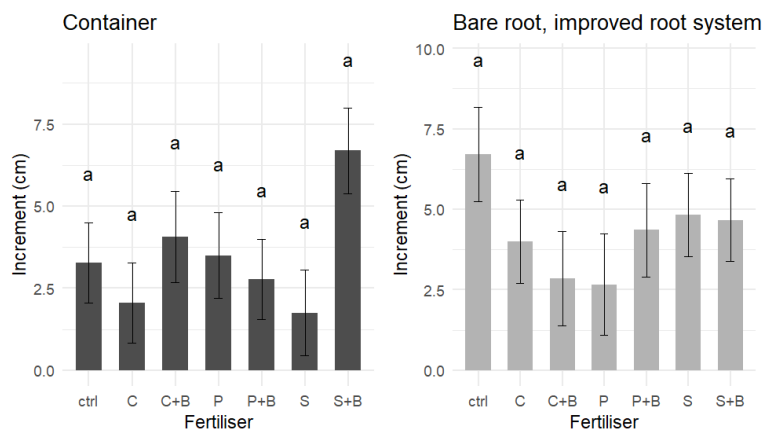 Container
a a a a a a a
7.5
5.0
2.5
0.0
Increment (cm)
ctrl C C+B P P+B S S+B
Fertiliser
Bare root, improved root system
a a a a a a a
10.0
7.5
5.0
2.5
0.0
Increment (cm)
ctrl C C+B P P+B S S+B
Fertiliser